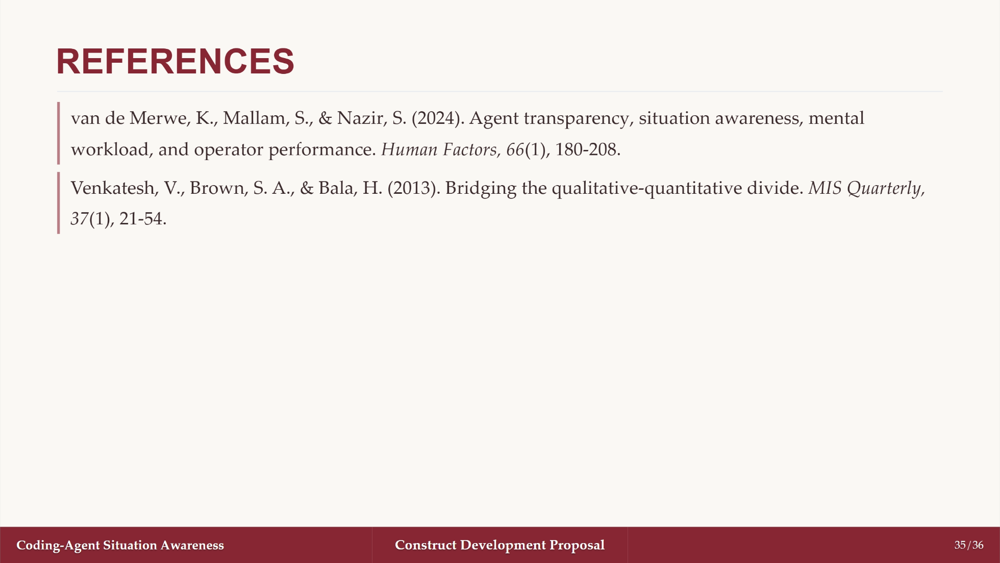 REFERENCES
van de Merwe, K., Mallam, S., & Nazir, S. (2024). Agent transparency, situation awareness, mental
workload, and operator performance. Human Factors, 66(1), 180-208.
Venkatesh, V., Brown, S. A., & Bala, H. (2013). Bridging the qualitative-quantitative divide. MIS Quarterly,
37(1), 21-54.
Coding-Agent Situation Awareness
Construct Development Proposal
35/36